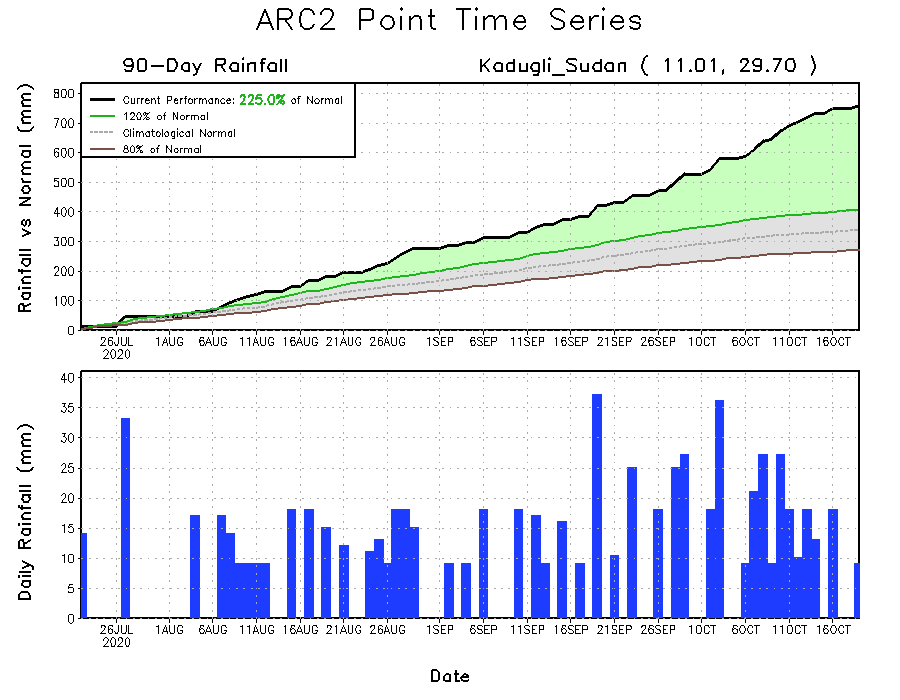 ARC2 Point Time Series
90-Day Rainfall
Kadugli_Sudan ( 11.01, 29.70 )
Rainfall vs Normal (mm)
800
700
600
500
400
300
200
100
0
Current Performance: 225.0% of Normal
120% of Normal
Climatological Normal
80% of Normal
26JUL 1AUG 6AUG 11AUG 16AUG 21AUG 26AUG 1SEP 6SEP 11SEP 16SEP 21SEP 26SEP 1OCT 6OCT 11OCT 16OCT
2020
Daily Rainfall (mm)
40
35
30
25
20
15
10
5
0
26JUL 1AUG 6AUG 11AUG 16AUG 21AUG 26AUG 1SEP 6SEP 11SEP 16SEP 21SEP 26SEP 1OCT 6OCT 11OCT 16OCT
2020
Date